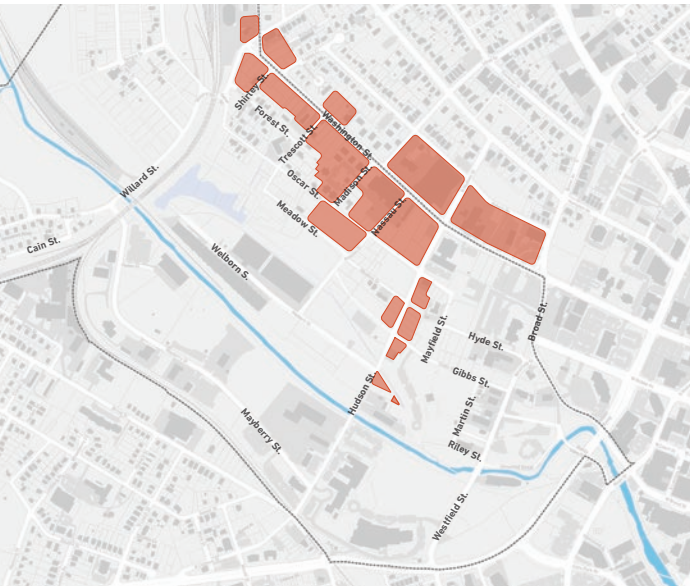 Shirley St.
Forest St.
Washington St.
Trescott St.
Oscar St.
Madison St.
Willard St.
Meadow St.
Nassau St.
Cain St.
Welborn S.
Broad St.
Mayfield St.
Hyde St.
Gibbs St.
Hudson St.
Martin St.
Mayberry St.
Riley St.
Westfield St.